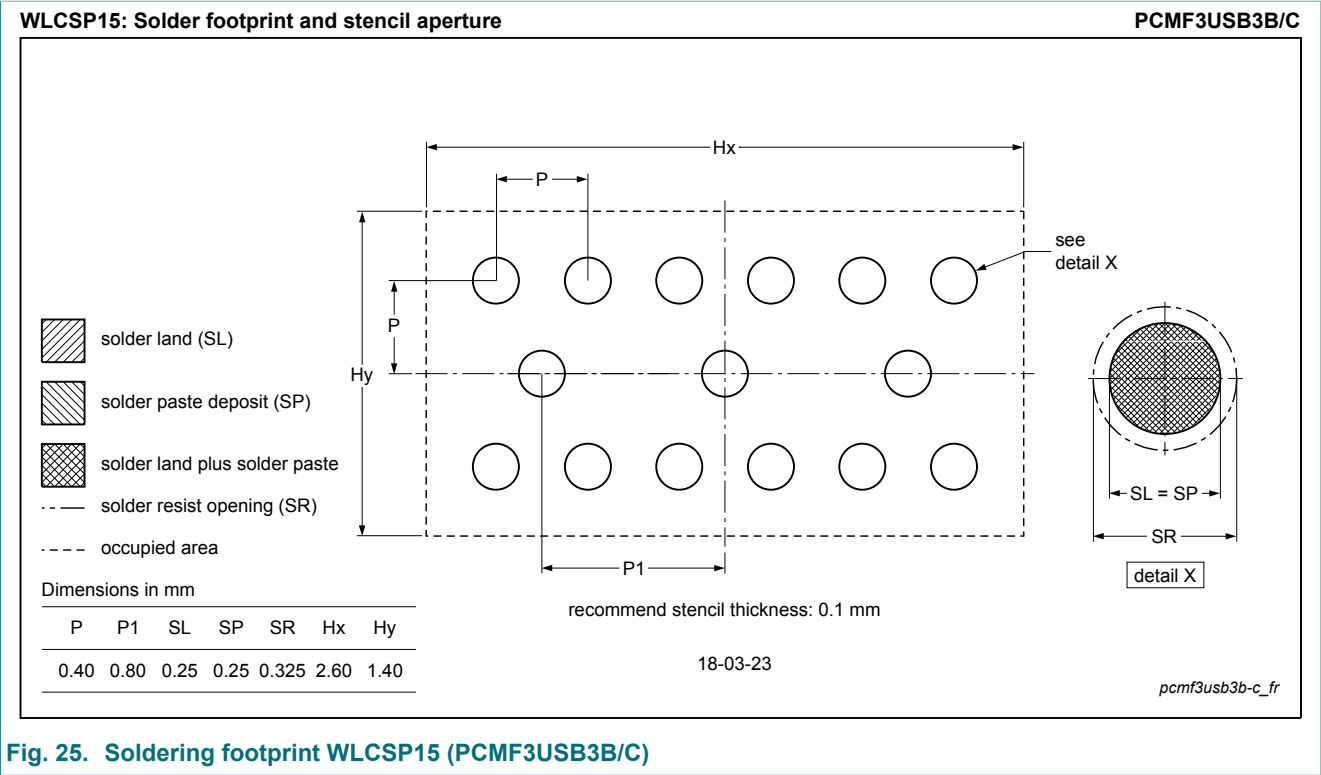 WLCSP15: Solder footprint and stencil aperture PCMF3USB3B/C
Hx
P
see
detail X
P
Hy
solder land (SL)
solder paste deposit (SP)
solder land plus solder paste
solder resist opening (SR)
occupied area
SL = SP
SR
detail X
P1
recommend stencil thickness: 0.1 mm
Dimensions in mm
P P1 SL SP SR Hx Hy
0.40 0.80 0.25 0.25 0.325 2.60 1.40
18-03-23
pcmf3usb3b-c_fr
Fig. 25. Soldering footprint WLCSP15 (PCMF3USB3B/C)